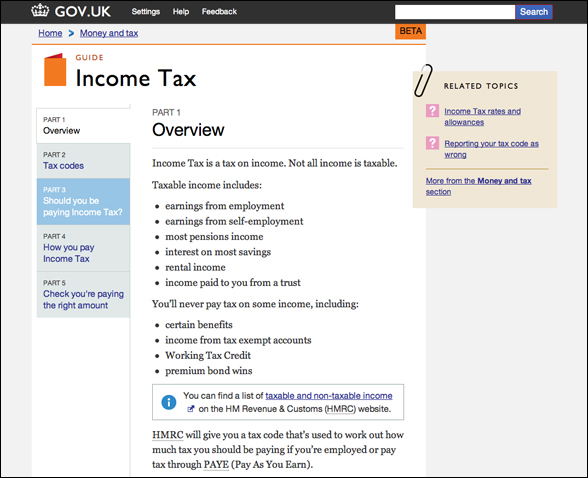 GOV.UK Settings Help Feedback Search
Home Money and tax
BETA
GUIDE
Income Tax
PART 1
Overview
PART 2
Tax codes
PART 3
Should you be
paying Income Tax?
PART 4
How you pay
Income Tax
PART 5
Check you're paying
the right amount
PART 1
Overview
Income Tax is a tax on income. Not all income is taxable.
Taxable income includes:
• earnings from employment
• earnings from self-employment
• most pensions income
• interest on most savings
• rental income
• income paid to you from a trust
You'll never pay tax on some income, including:
• certain benefits
• income from tax exempt accounts
• Working Tax Credit
• premium bond wins
You can find a list of taxable and non-taxable income
on the HM Revenue & Customs (HMRC) website.
HMRC will give you a tax code that's used to work out how
much tax you should be paying if you're employed or pay
tax through PAYE (Pay As You Earn).
RELATED TOPICS
? Income Tax rates and
allowances
? Reporting your tax code as
wrong
More from the Money and tax
section